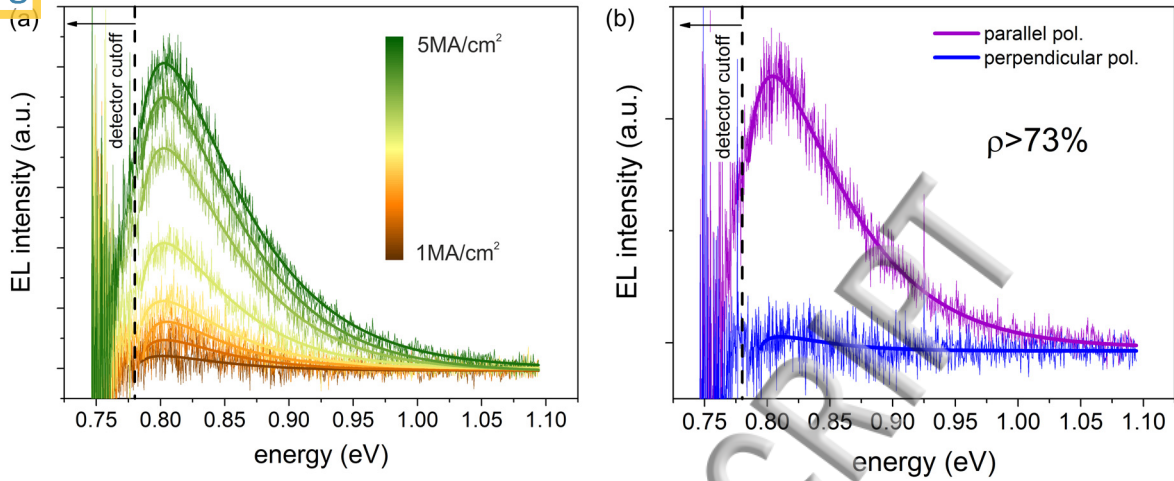 g
(a)
detector cutoff
5MA/cm²
1MA/cm²
EL intensity (a.u.)
0.75 0.80 0.85 0.90 0.95 1.00 1.05 1.10
energy (eV)
(b)
detector cutoff
parallel pol.
perpendicular pol.
ρ>73%
EL intensity (a.u.)
0.75 0.80 0.85 0.90 0.95 1.00 1.05 1.10
energy (eV)
CRIPT